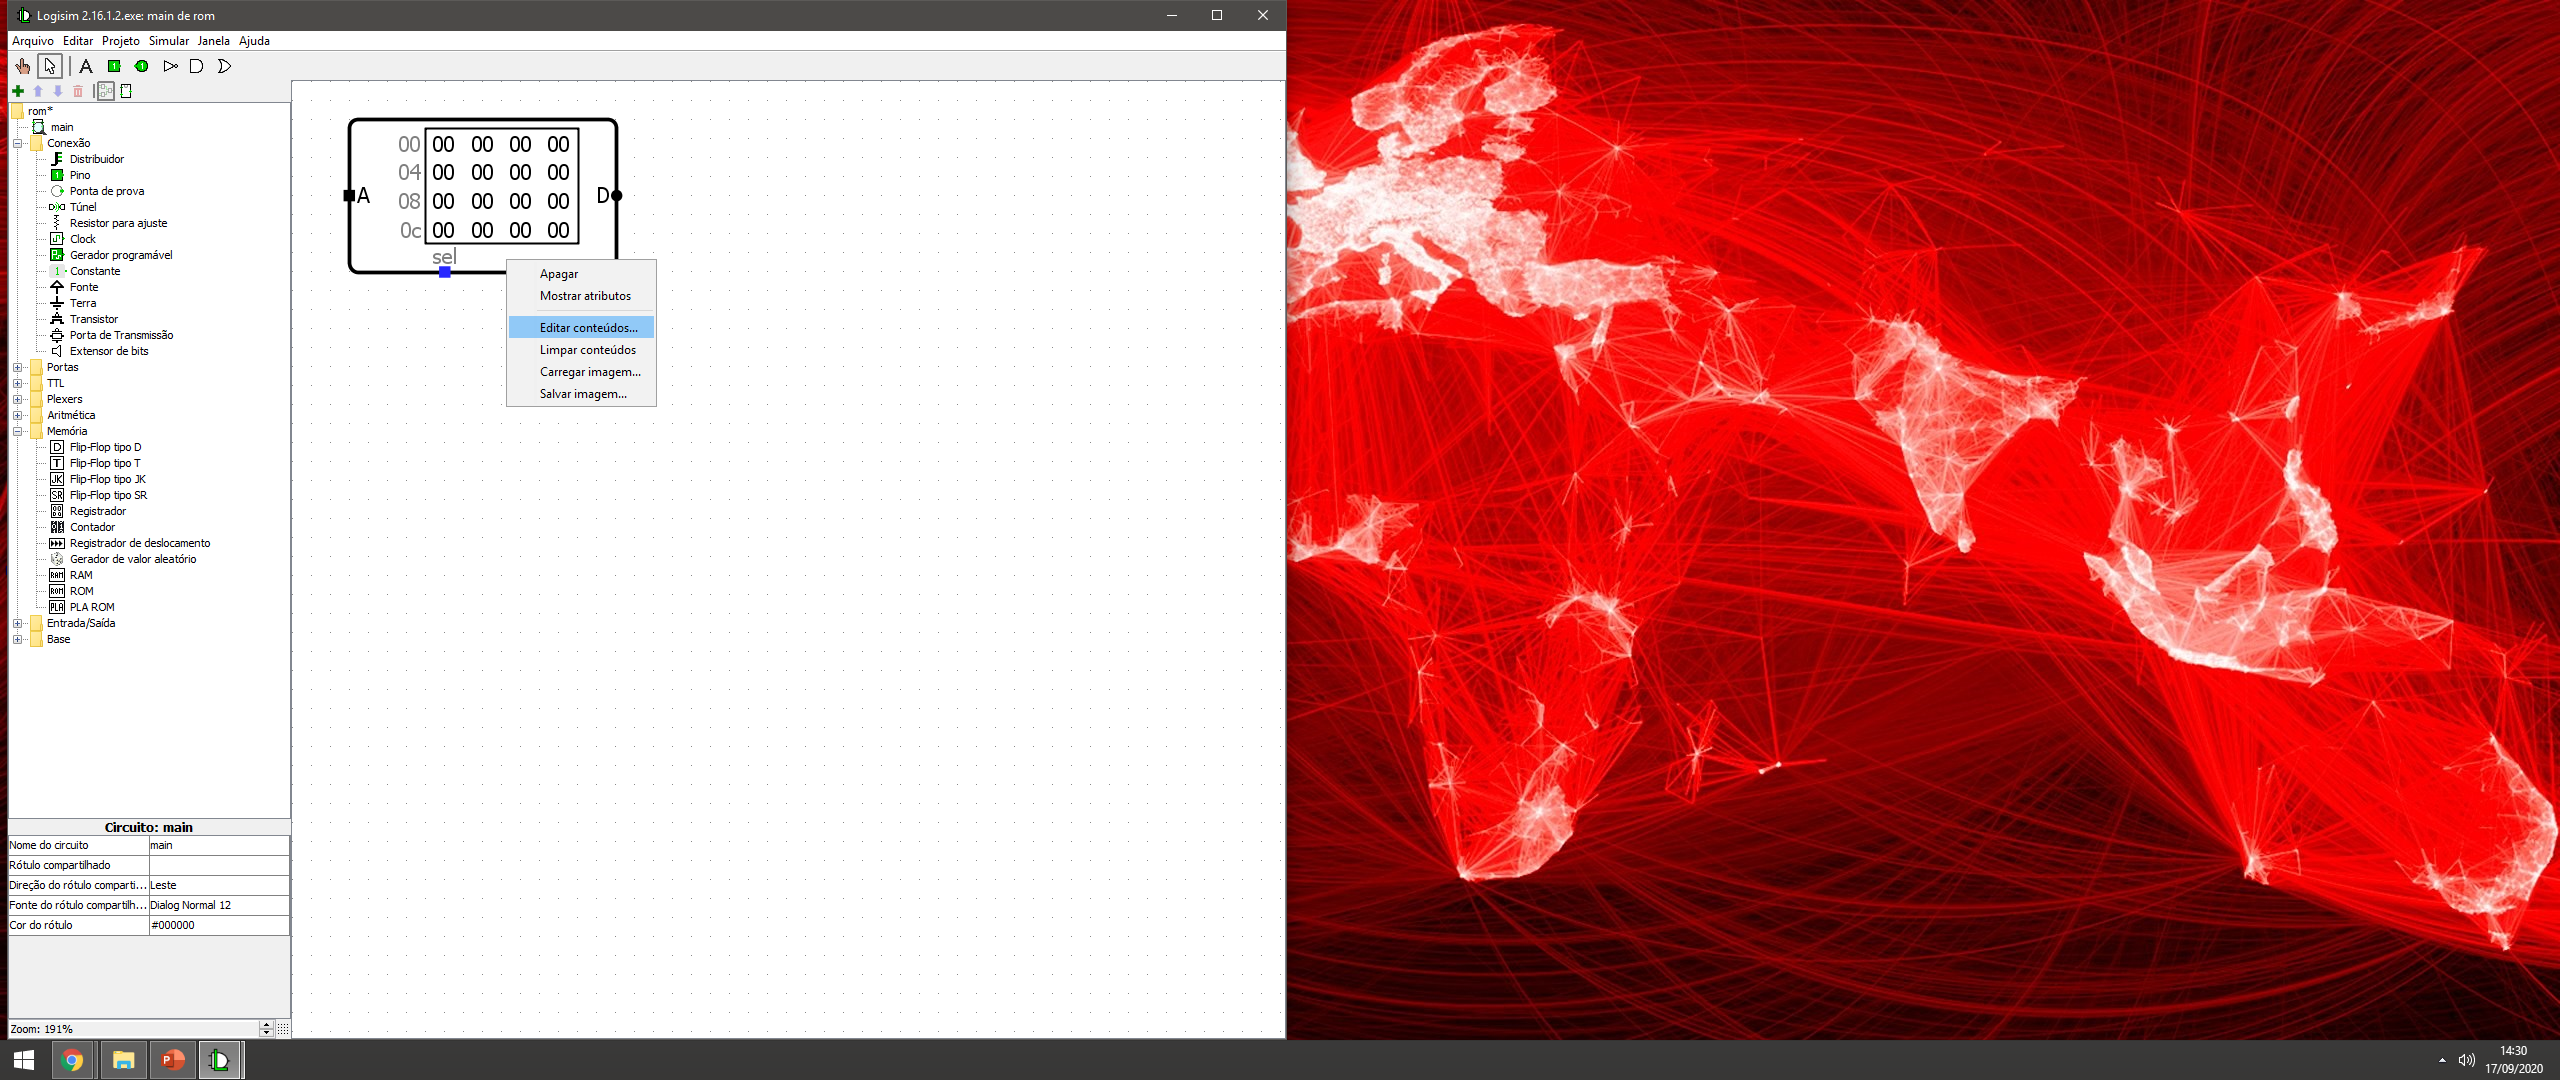 Logisim 2.16.1.2.exe: main de rom
Arquivo Editar Projeto Simular Janela Ajuda
rom*
main
Conexão
Distribuidor
Pino
Ponta de prova
Túnel
Resistor para ajuste
Clock
Gerador programável
Constante
Fonte
Terra
Transistor
Porta de Transmissão
Extensor de bits
Portas
TTL
Plexers
Aritmética
Memória
Flip-Flop tipo D
Flip-Flop tipo T
Flip-Flop tipo JK
Flip-Flop tipo SR
Registrador
Contador
Registrador de deslocamento
Gerador de valor aleatório
RAM
ROM
PLA ROM
Entrada/Saída
Base
00 00 00 00 00
04 00 00 00 00
A 08 00 00 00 00 D
0c 00 00 00 00
sel
Apagar
Mostrar atributos
Editar conteúdos...
Limpar conteúdos
Carregar imagem...
Salvar imagem...
Circuito: main
Nome do circuito main
Rótulo compartilhado
Direção do rótulo comparti... Leste
Fonte do rótulo compartilh... Dialog Normal 12
Cor do rótulo #000000
Zoom: 191%
14:30
17/09/2020